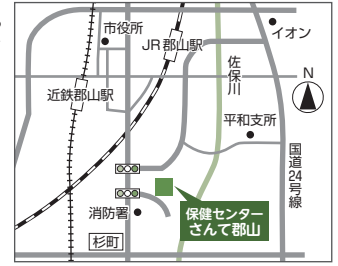 市役所
JR郡山駅
イオン
佐保川
近鉄郡山駅
N
平和支所
国道24号線
消防署
保健センター
さんて郡山
杉町